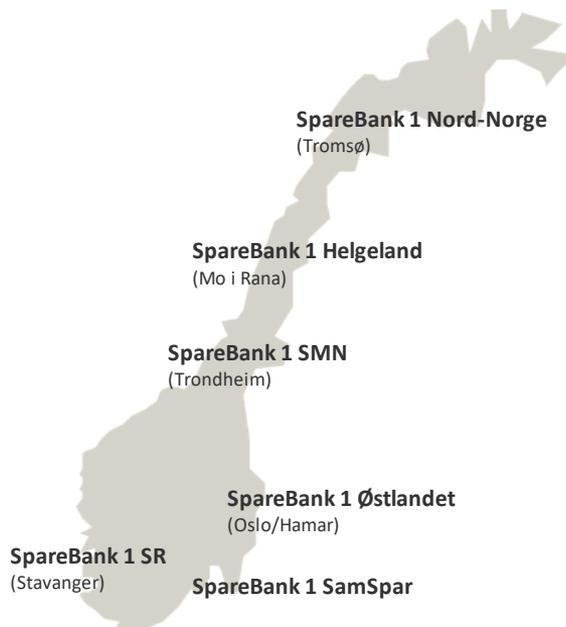 SpareBank 1 Nord-Norge
(Tromsø)
SpareBank 1 Helgeland
(Mo i Rana)
SpareBank 1 SMN
(Trondheim)
SpareBank 1 Østlandet
(Oslo/Hamar)
SpareBank 1 SR
(Stavanger)
SpareBank 1 SamSpar